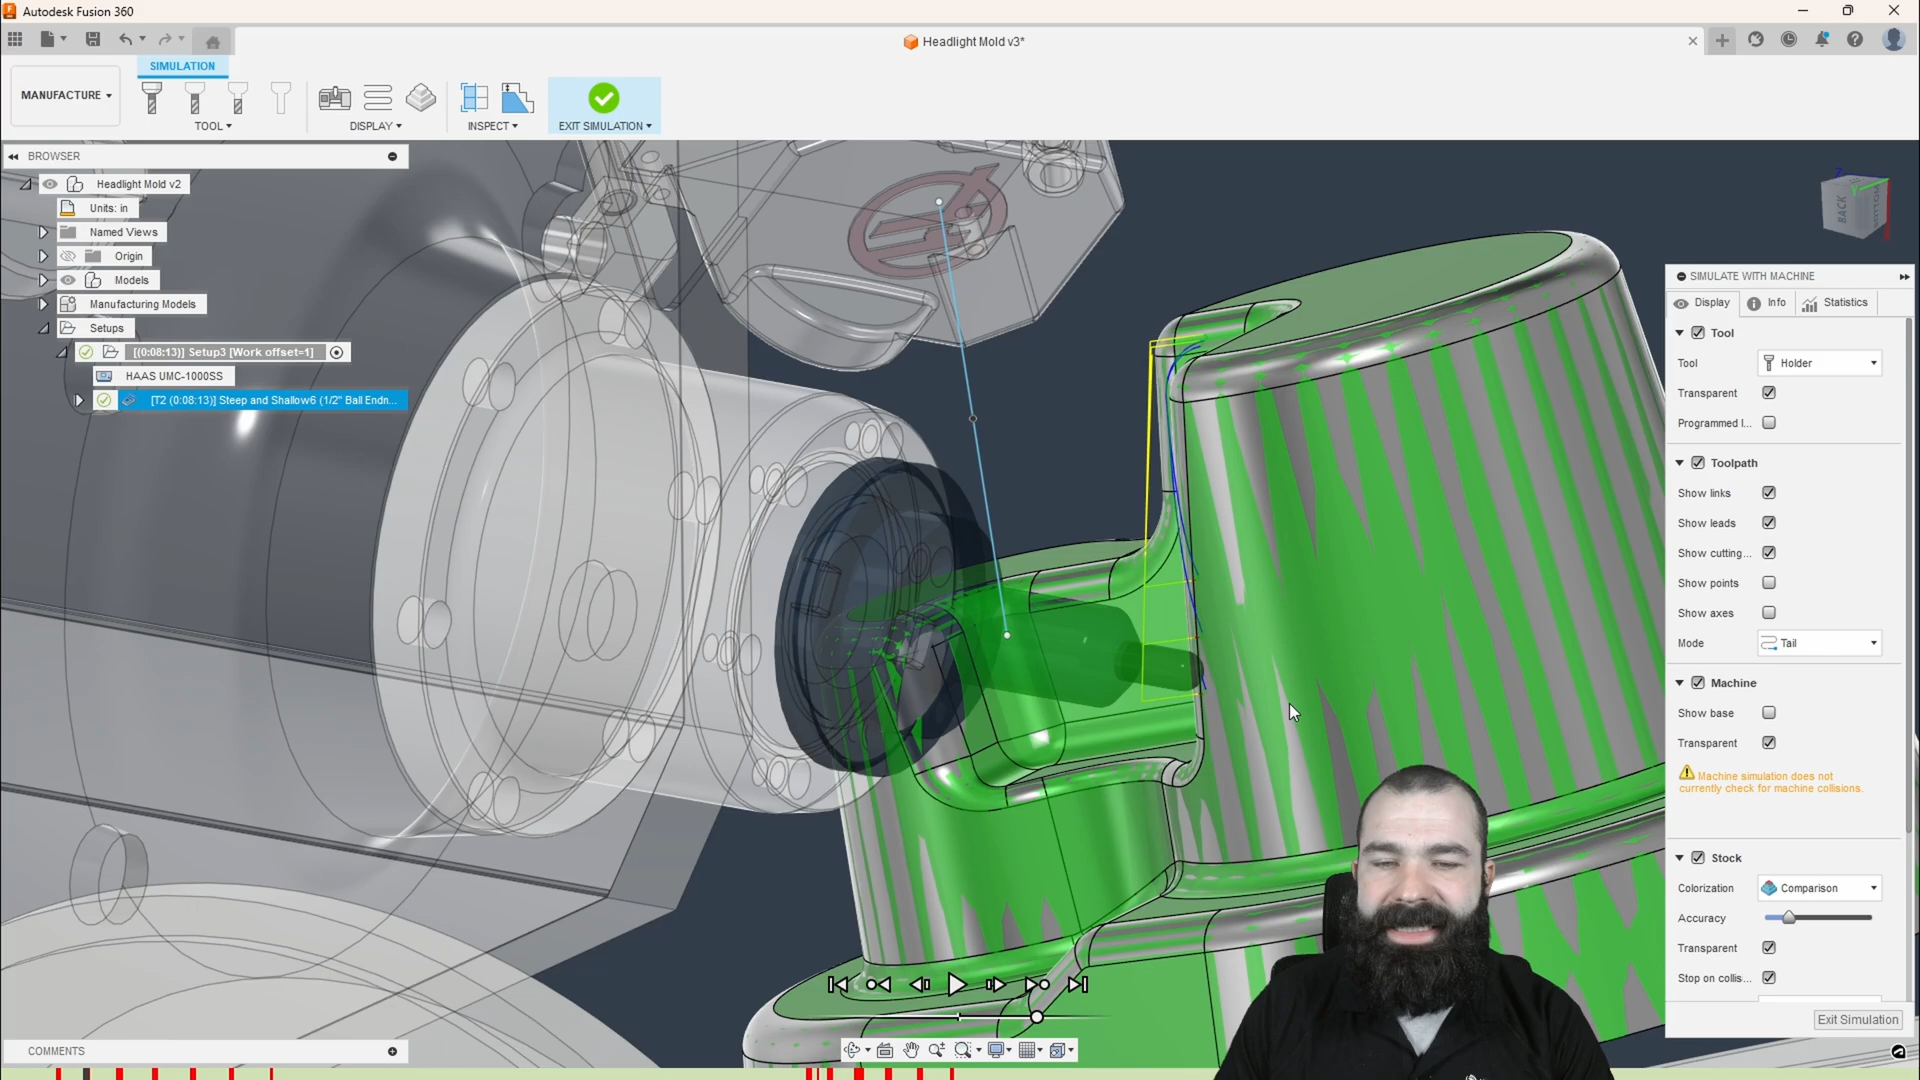 Autodesk Fusion 360
Headlight Mold v3*
SIMULATION
MANUFACTURE
TOOL
DISPLAY
INSPECT
EXIT SIMULATION
BROWSER
Headlight Mold v2
Units: in
Named Views
Origin
Models
Manufacturing Models
Setups
[(0:08:13)] Setup3 [Work offset=1]
HAAS UMC-1000SS
[T2 (0:08:13)] Steep and Shallow6 (1/2" Ball Endn...
BACK
Z
Y
SIMULATE WITH MACHINE
Display
Info
Statistics
Tool
Tool
Holder
Transparent
Programmed l...
Toolpath
Show links
Show leads
Show cutting...
Show points
Show axes
Mode
Tail
Machine
Show base
Transparent
Machine simulation does not
currently check for machine collisions.
Stock
Colorization
Comparison
Accuracy
Transparent
Stop on collis...
Exit Simulation
COMMENTS